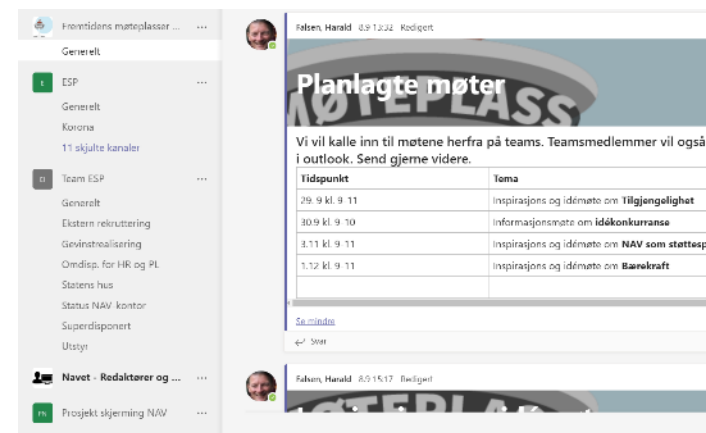 Fremtidens møteplasser ...
Generelt
ESP
Generelt
Korona
11 skjulte kanaler
Team ESP
Generelt
Ekstern rekruttering
Gevinstrealisering
Omdisp. for HR og PL
Statens hus
Status NAV-kontor
Superdisponert
Utstyr
Navet - Redaktører og ...
Prosjekt skjerming NAV
Falsen, Harald 8.9 13:32 Redigert
Planlagte møter
MØTEPLASS
Vi vil kalle inn til møtene herfra på teams. Teamsmedlemmer vil også
i outlook. Send gjerne videre.
Tidspunkt Tema
29. 9 kl. 9-11 Inspirasjons og idémøte om Tilgjengelighet
30.9 kl. 9-10 Informasjonsmøte om idékonkurranse
3.11 kl. 9-11 Inspirasjons og idémøte om NAV som støttesp
1.12 kl. 9-11 Inspirasjons og idémøte om Bærekraft
Se mindre
Svar
Falsen, Harald 8.9 15:17 Redigert